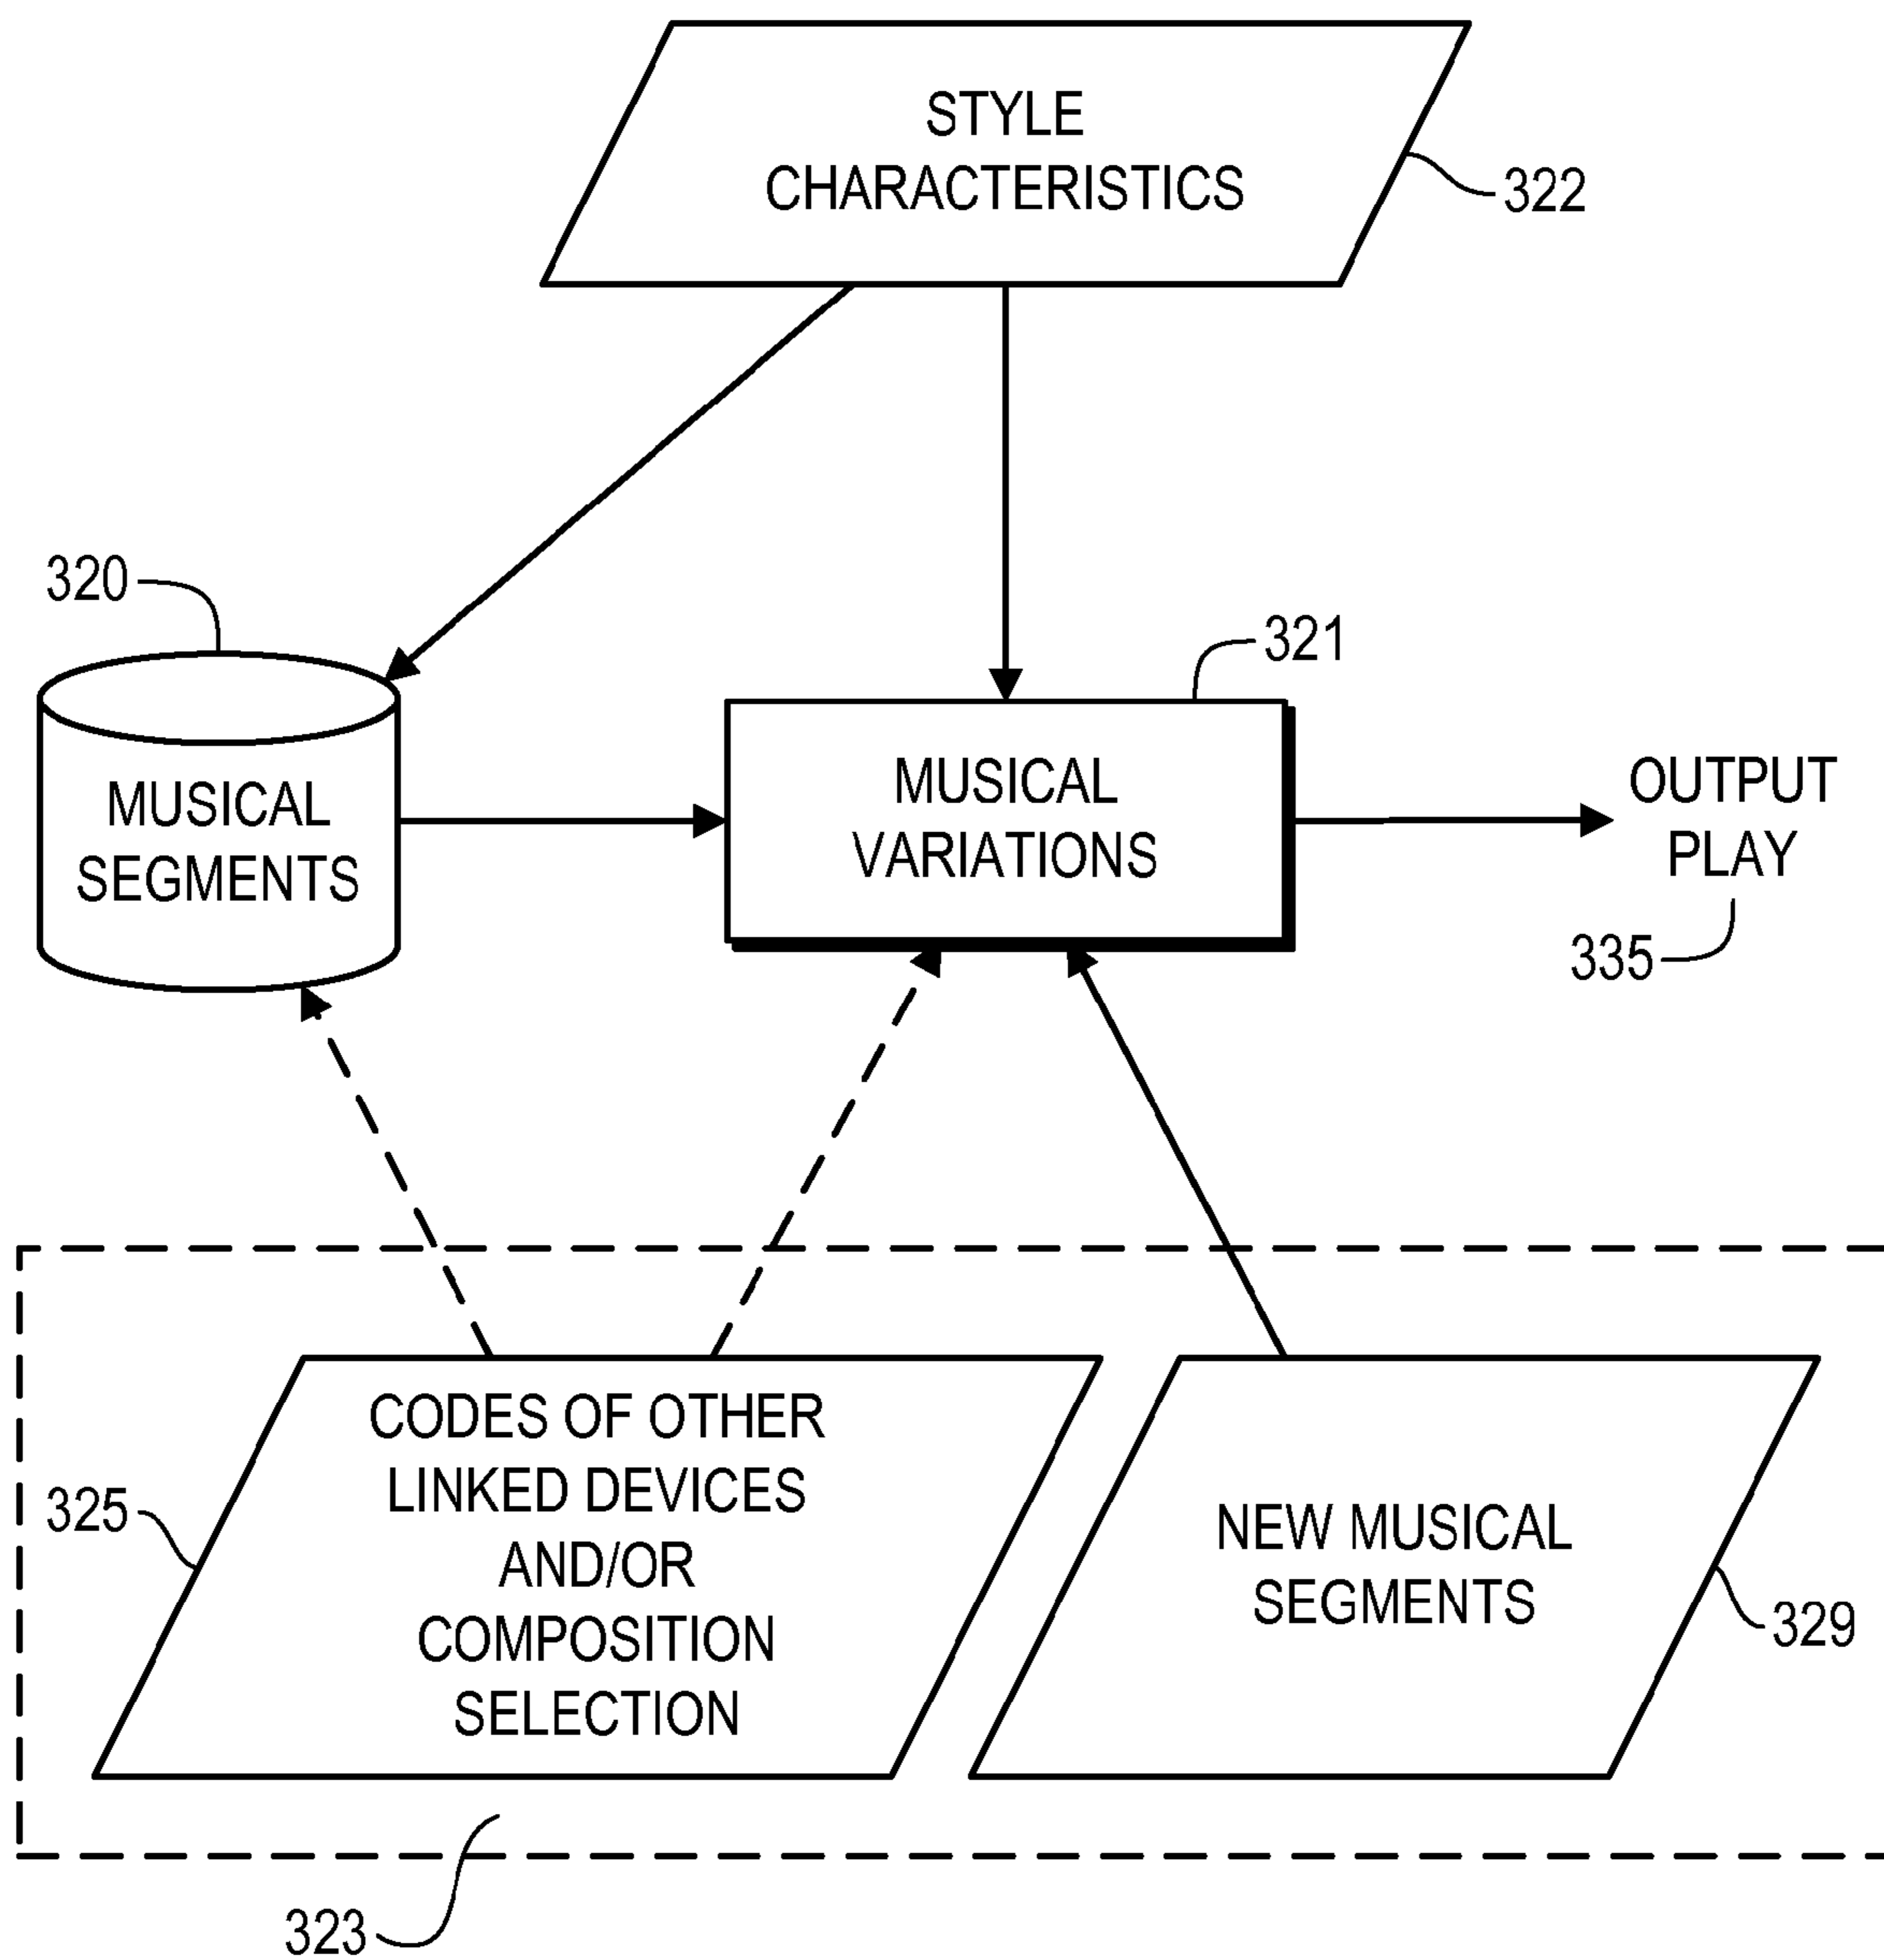 STYLE
CHARACTERISTICS
322
320
321
MUSICAL
SEGMENTS
MUSICAL
VARIATIONS
OUTPUT
PLAY
335
CODES OF OTHER
LINKED DEVICES
AND/OR
COMPOSITION
SELECTION
325
NEW MUSICAL
SEGMENTS
329
323